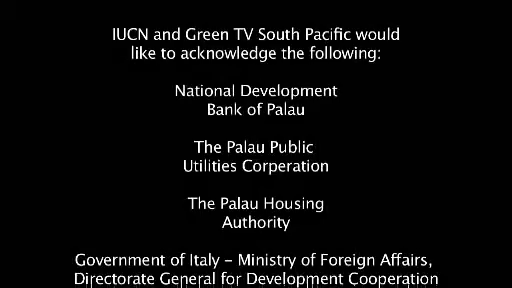 IUCN and Green TV South Pacific would
like to acknowledge the following:
National Development
Bank of Palau
The Palau Public
Utilities Corperation
The Palau Housing
Authority
Government of Italy – Ministry of Foreign Affairs,
Directorate General for Development Cooperation